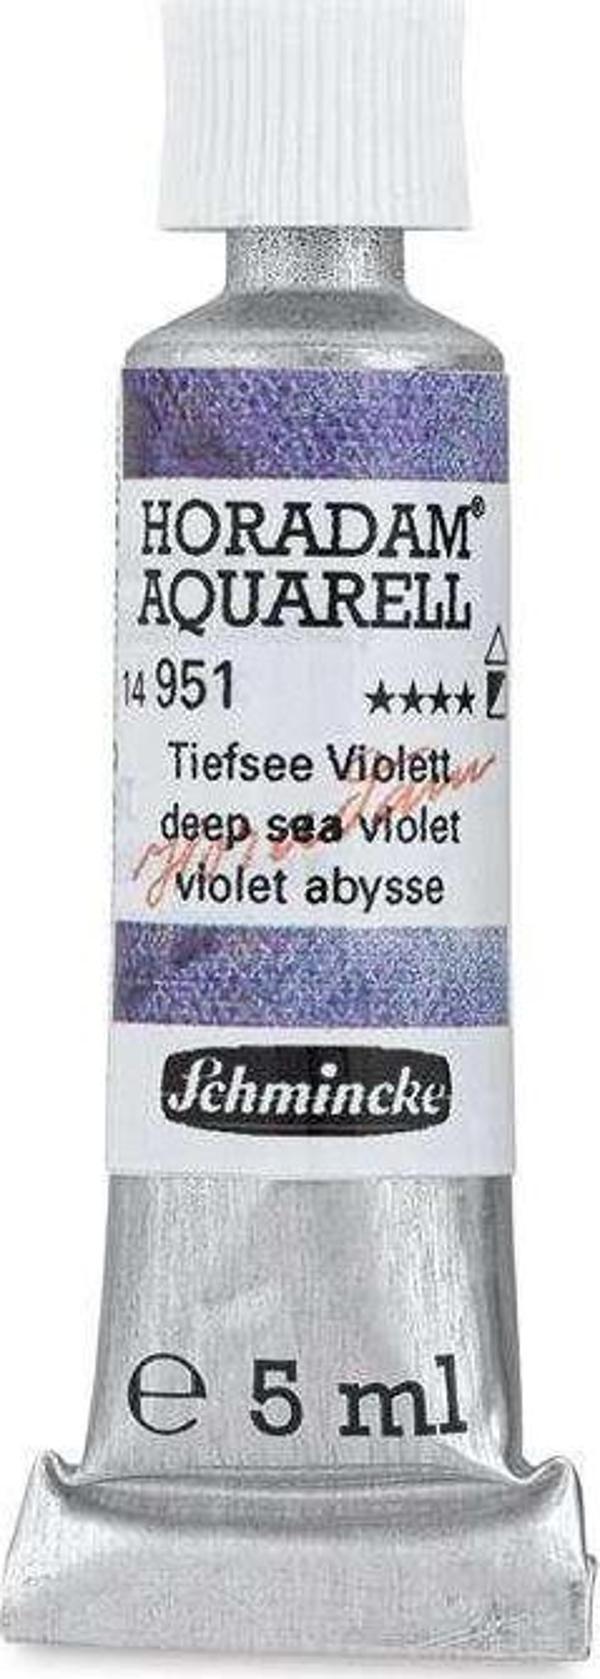 HORADAM®
AQUARELL
14 951 ★★★★
Tiefsee Violett
deep sea violet
violet abysse
Schmincke
℮ 5 ml